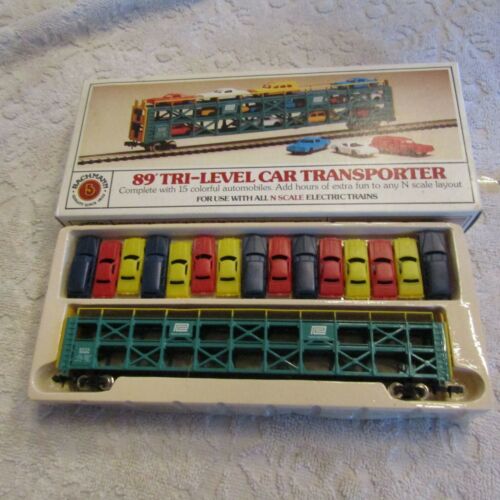 BACHMANN
89' TRI-LEVEL CAR TRANSPORTER
Complete with 15 colorful automobiles. Add hours of extra fun to any N scale layout
FOR USE WITH ALL N SCALE ELECTRIC TRAINS